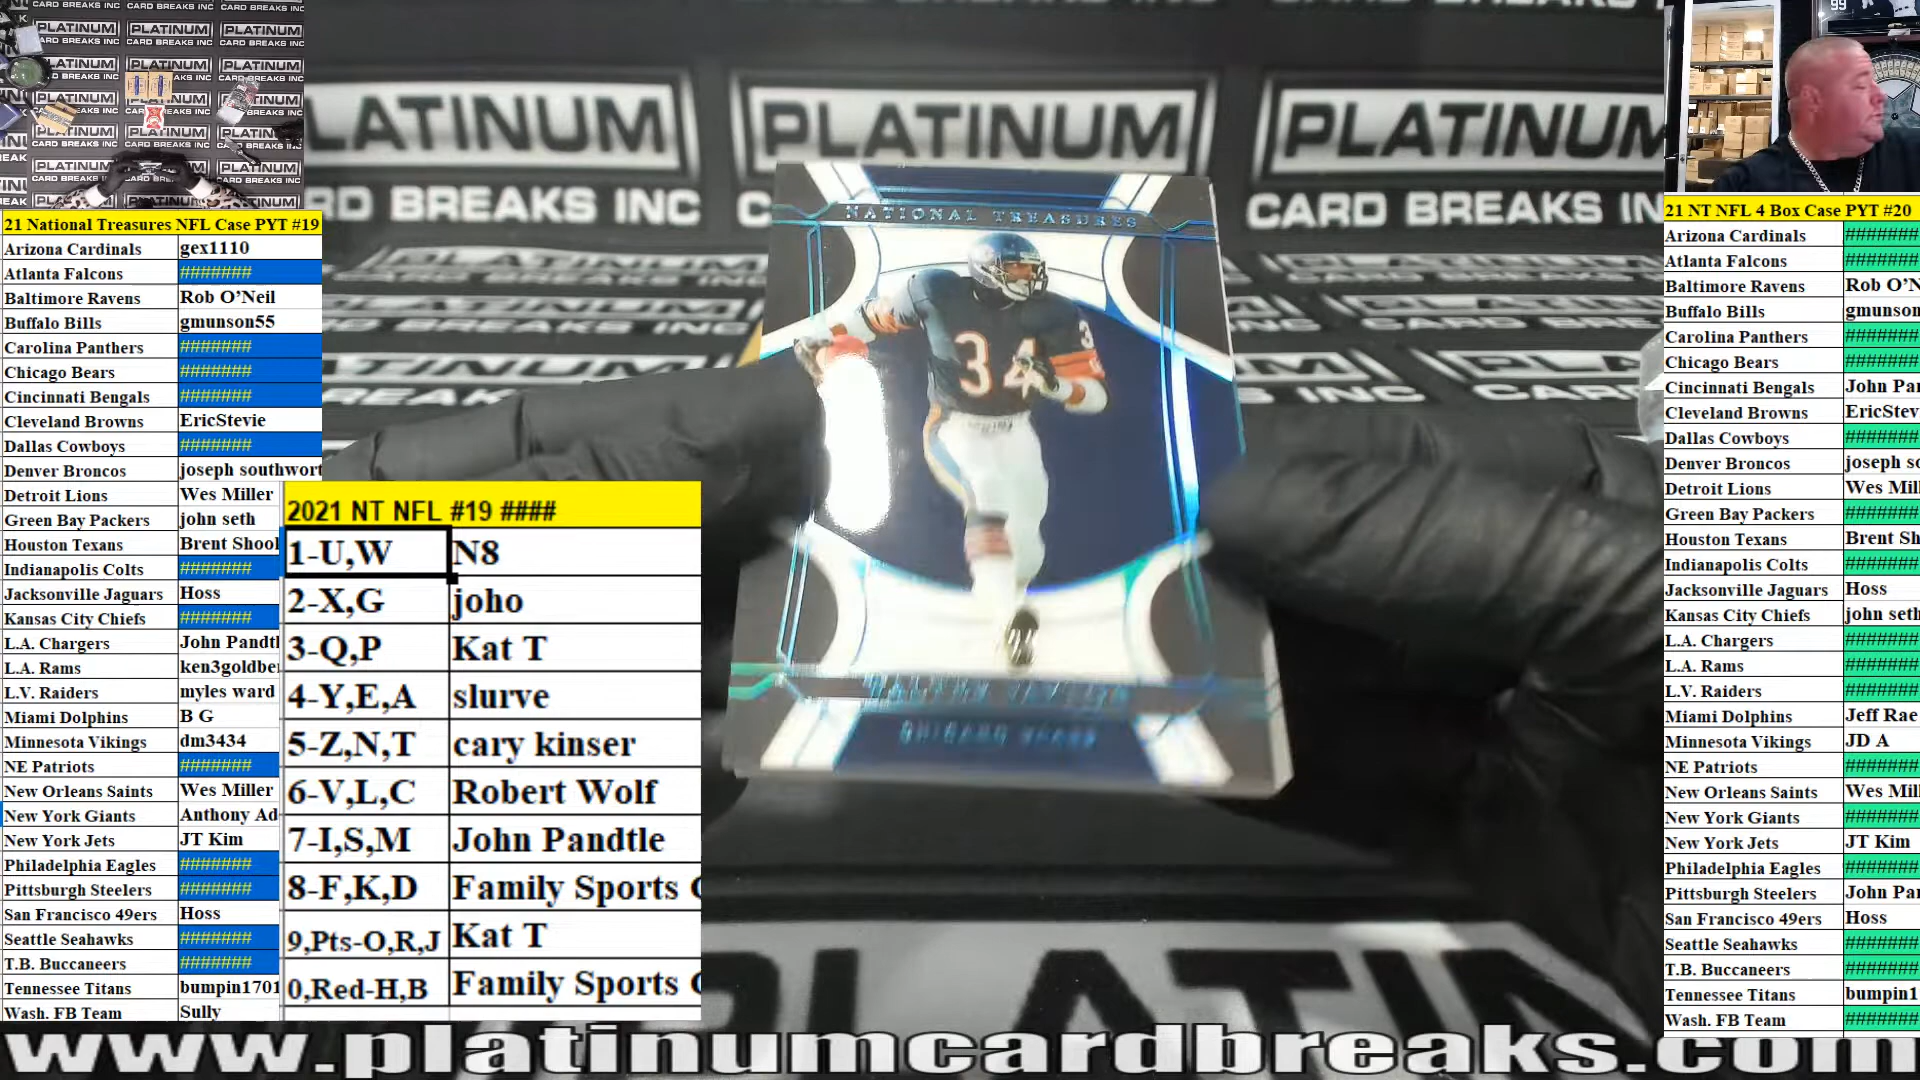 PLATINUM
CARD BREAKS INC
21 National Treasures NFL Case PYT #19
Arizona Cardinals gex1110
Atlanta Falcons #######
Baltimore Ravens Rob O’Neil
Buffalo Bills gmunson55
Carolina Panthers #######
Chicago Bears #######
Cincinnati Bengals #######
Cleveland Browns EricStevie
Dallas Cowboys #######
Denver Broncos joseph southwort
Detroit Lions Wes Miller
Green Bay Packers john seth
Houston Texans Brent Shool
Indianapolis Colts #######
Jacksonville Jaguars Hoss
Kansas City Chiefs #######
L.A. Chargers John Pandtl
L.A. Rams ken3goldber
L.V. Raiders myles ward
Miami Dolphins B G
Minnesota Vikings dm3434
NE Patriots #######
New Orleans Saints Wes Miller
New York Giants Anthony Ad
New York Jets JT Kim
Philadelphia Eagles #######
Pittsburgh Steelers #######
San Francisco 49ers Hoss
Seattle Seahawks #######
T.B. Buccaneers #######
Tennessee Titans bumpin1701
Wash. FB Team Sully
2021 NT NFL #19 ####
1-U,W N8
2-X,G joho
3-Q,P Kat T
4-Y,E,A slurve
5-Z,N,T cary kinser
6-V,L,C Robert Wolf
7-I,S,M John Pandtle
8-F,K,D Family Sports C
9,Pts-O,R,J Kat T
0,Red-H,B Family Sports C
PLATINUM PLATINUM PLATINUM
CARD BREAKS INC
NATIONAL TREASURES
34
CHICAGO BEARS
99
21 NT NFL 4 Box Case PYT #20
Arizona Cardinals #######
Atlanta Falcons #######
Baltimore Ravens Rob O’N
Buffalo Bills gmunson
Carolina Panthers #######
Chicago Bears #######
Cincinnati Bengals John Pan
Cleveland Browns EricStev
Dallas Cowboys #######
Denver Broncos joseph so
Detroit Lions Wes Mill
Green Bay Packers #######
Houston Texans Brent Sh
Indianapolis Colts #######
Jacksonville Jaguars Hoss
Kansas City Chiefs john seth
L.A. Chargers #######
L.A. Rams #######
L.V. Raiders #######
Miami Dolphins Jeff Rae
Minnesota Vikings JD A
NE Patriots #######
New Orleans Saints Wes Mill
New York Giants #######
New York Jets JT Kim
Philadelphia Eagles #######
Pittsburgh Steelers John Pan
San Francisco 49ers Hoss
Seattle Seahawks #######
T.B. Buccaneers #######
Tennessee Titans bumpin1
Wash. FB Team #######
www.platinumcardbreaks.com